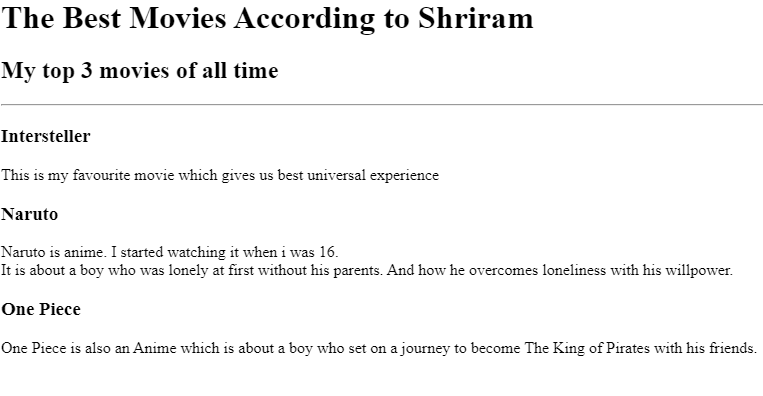 The Best Movies According to Shriram
My top 3 movies of all time
Intersteller
This is my favourite movie which gives us best universal experience
Naruto
Naruto is anime. I started watching it when i was 16.
It is about a boy who was lonely at first without his parents. And how he overcomes loneliness with his willpower.
One Piece
One Piece is also an Anime which is about a boy who set on a journey to become The King of Pirates with his friends.